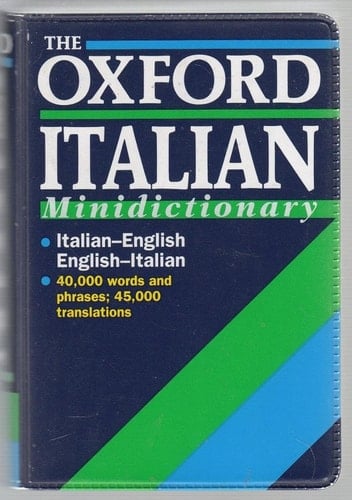 THE
OXFORD
ITALIAN
Minidictionary
Italian–English
English–Italian
40,000 words and
phrases; 45,000
translations